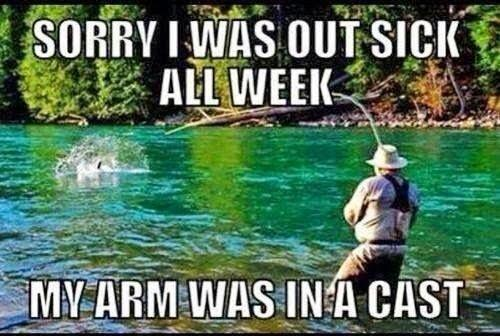 SORRY I WAS OUT SICK
ALL WEEK
MY ARM WAS IN A CAST